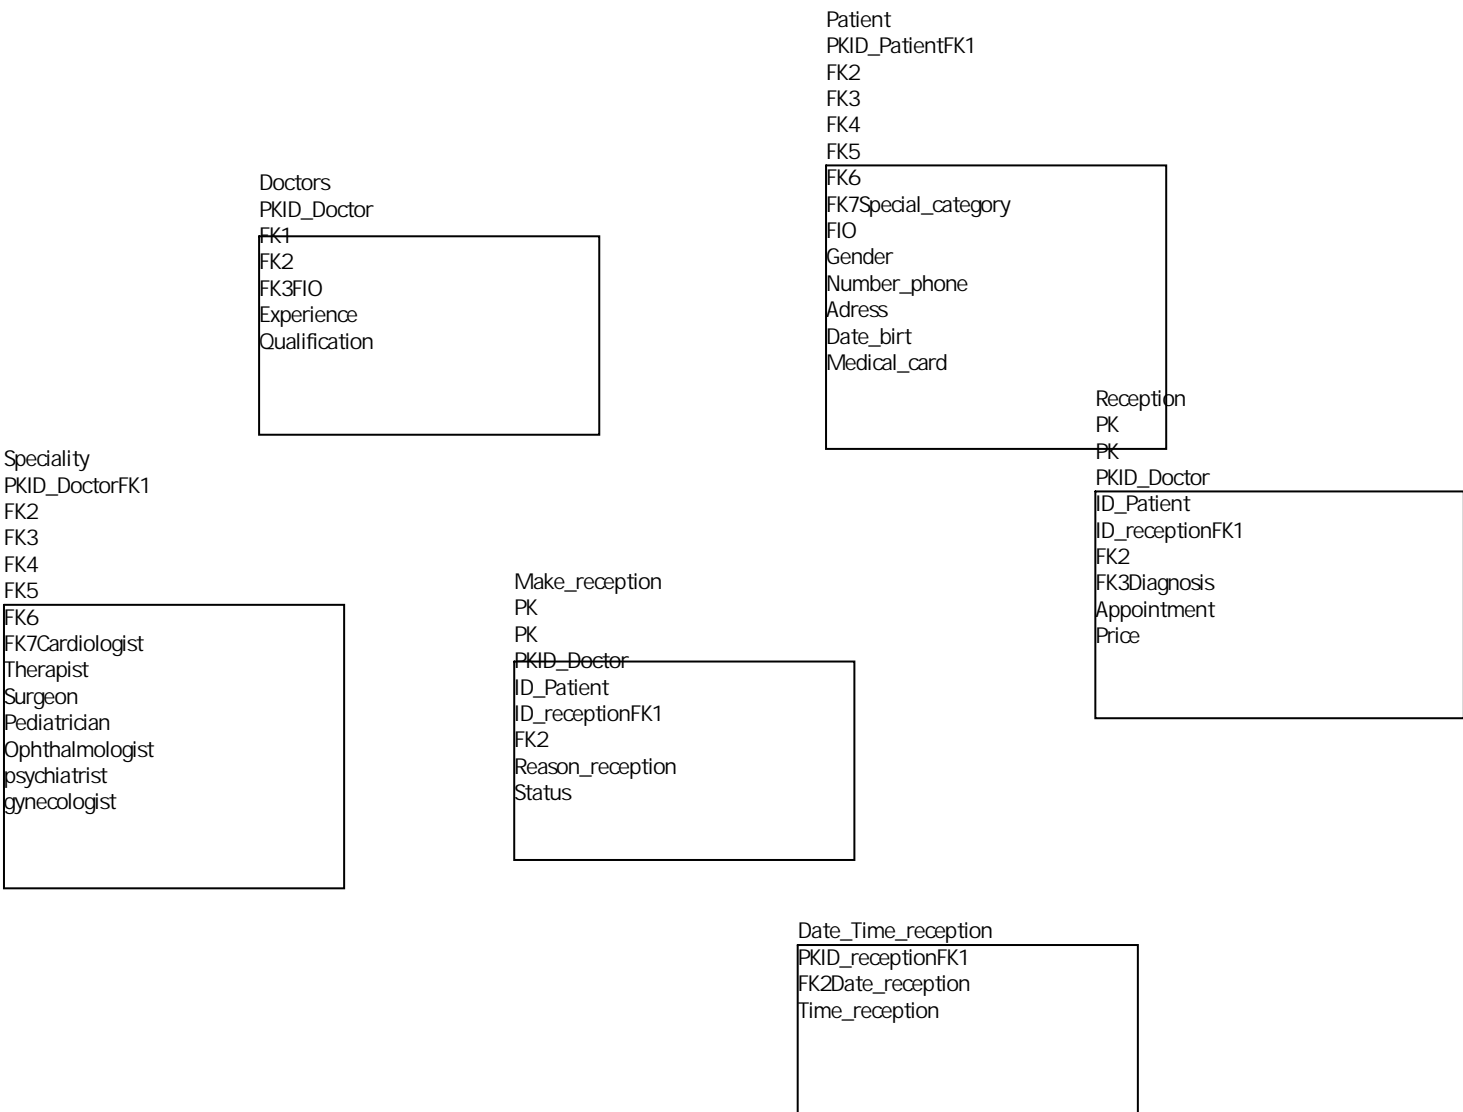 Patient
PKID_PatientFK1
FK2
FK3
FK4
FK5
FK6
FK7Special_category
FIO
Gender
Number_phone
Adress
Date_birt
Medical_card
Doctors
PKID_Doctor
FK1
FK2
FK3FIO
Experience
Qualification
Reception
PK
PK
PKID_Doctor
ID_Patient
ID_receptionFK1
FK2
FK3Diagnosis
Appointment
Price
Speciality
PKID_DoctorFK1
FK2
FK3
FK4
FK5
FK6
FK7Cardiologist
Therapist
Surgeon
Pediatrician
Ophthalmologist
psychiatrist
gynecologist
Make_reception
PK
PK
PKID_Doctor
ID_Patient
ID_receptionFK1
FK2
Reason_reception
Status
Date_Time_reception
PKID_receptionFK1
FK2Date_reception
Time_reception